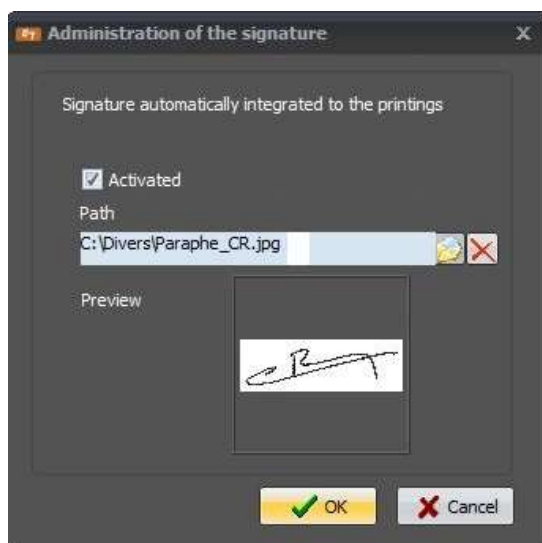 Administration of the signature
Signature automatically integrated to the printings
Activated
Path
C:\Divers\Paraphe_CR.jpg
Preview
OK
Cancel